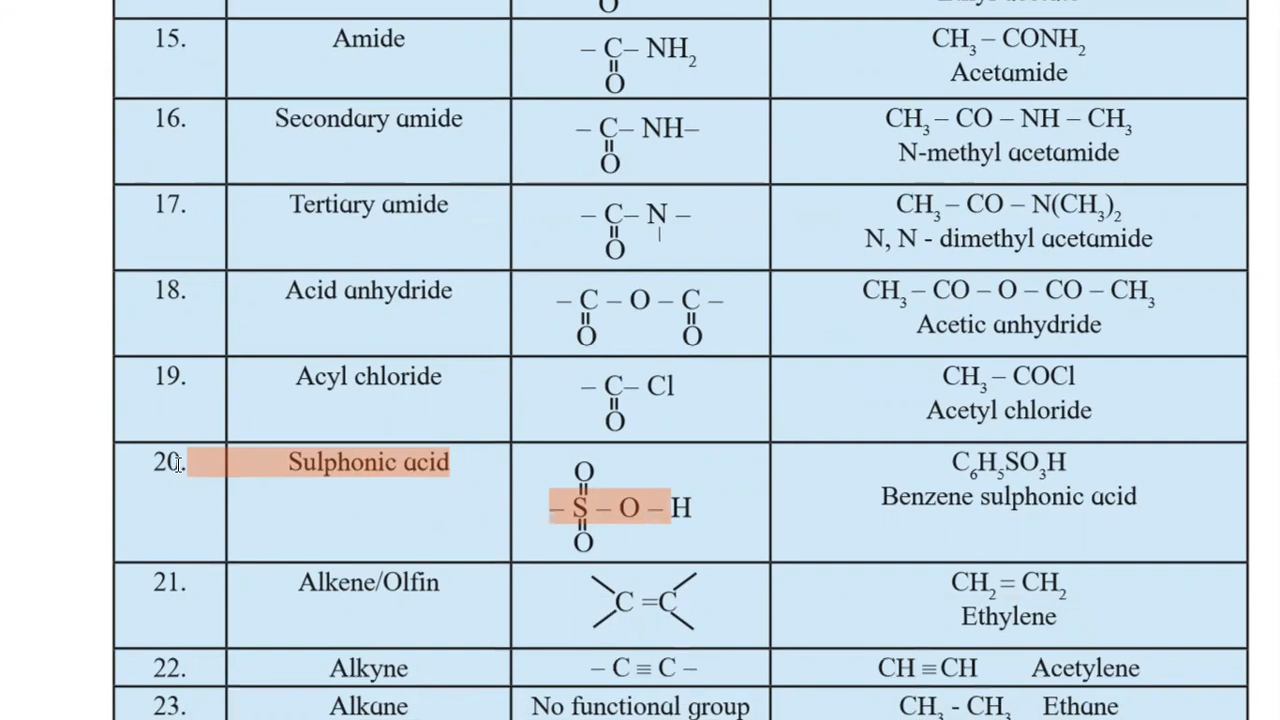 O
15. Amide – C– NH₂ CH₃ – CONH₂
O Acetamide
16. Secondary amide – C– NH– CH₃ – CO – NH – CH₃
O N-methyl acetamide
17. Tertiary amide – C– N – CH₃ – CO – N(CH₃)₂
O N, N - dimethyl acetamide
18. Acid anhydride – C – O – C – CH₃ – CO – O – CO – CH₃
O O Acetic anhydride
19. Acyl chloride – C– Cl CH₃ – COCl
O Acetyl chloride
20. Sulphonic acid O C₆H₅SO₃H
– S – O – H Benzene sulphonic acid
O
21. Alkene/Olfin C =C CH₂ = CH₂
Ethylene
22. Alkyne – C ≡ C – CH ≡ CH Acetylene
23. Alkane No functional group CH₃ - CH₃ Ethane